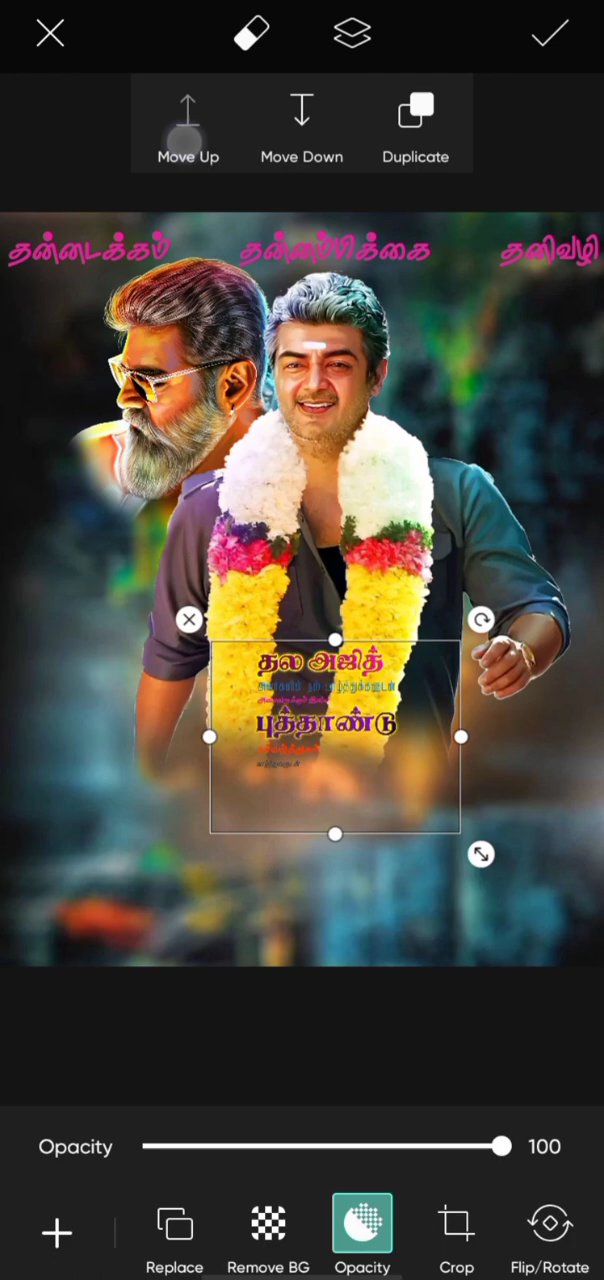 Move Up Move Down Duplicate
தன்னடக்கம் தன்னம்பிக்கை தனிவழி
தல அஜித்
புத்தாண்டு
Opacity 100
Replace Remove BG Opacity Crop Flip/Rotate